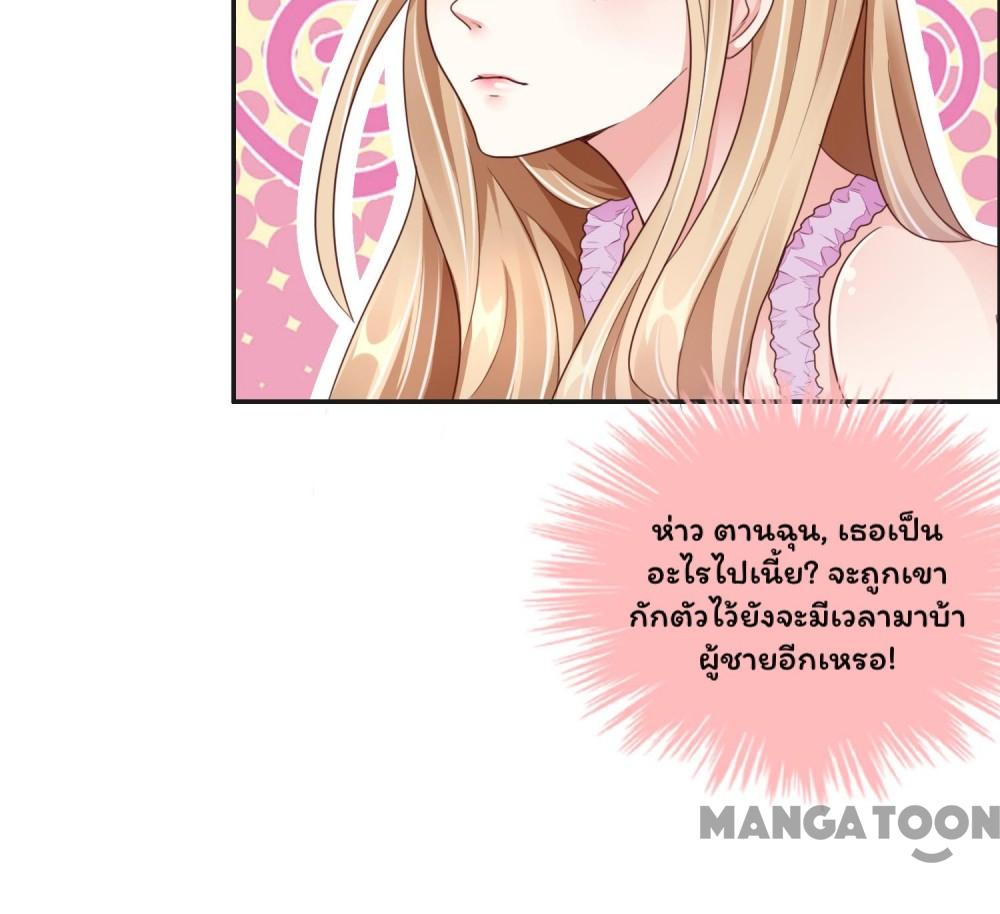 ห่าว ตานฉุน, เธอเป็น
อะไรไปเนี้ย? จะถูกเขา
กักตัวไว้ยังจะมีเวลามาบ้า
ผู้ชายอีกเหรอ!
MANGATOON